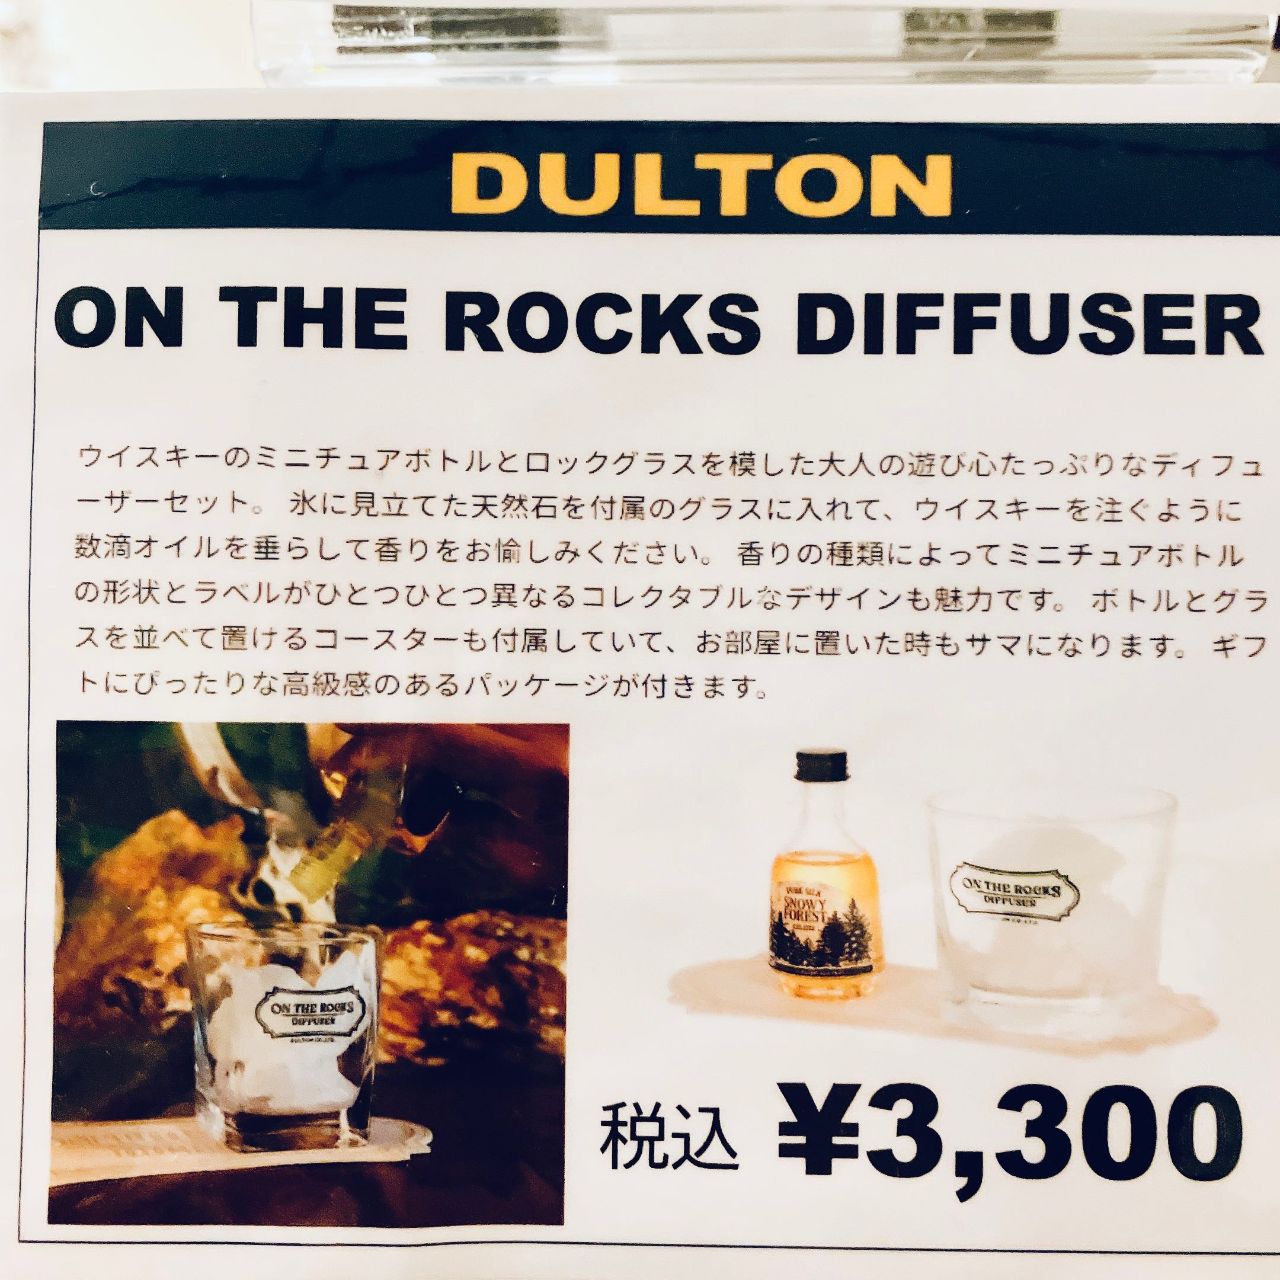 DULTON
ON THE ROCKS DIFFUSER
ウイスキーのミニチュアボトルとロックグラスを模した大人の遊び心たっぷりなディフュ
ーザーセット。 氷に見立てた天然石を付属のグラスに入れて、ウイスキーを注ぐように
数滴オイルを垂らして香りをお愉しみください。 香りの種類によってミニチュアボトル
の形状とラベルがひとつひとつ異なるコレクタブルなデザインも魅力です。 ボトルとグラ
スを並べて置けるコースターも付属していて、お部屋に置いた時もサマになります。 ギフ
トにぴったりな高級感のあるパッケージが付きます。
ON THE ROCKS
DIFFUSER
DULTON CO.,LTD.
SNOWY
FOREST
ON THE ROCKS
DIFFUSER
税込 ¥3,300